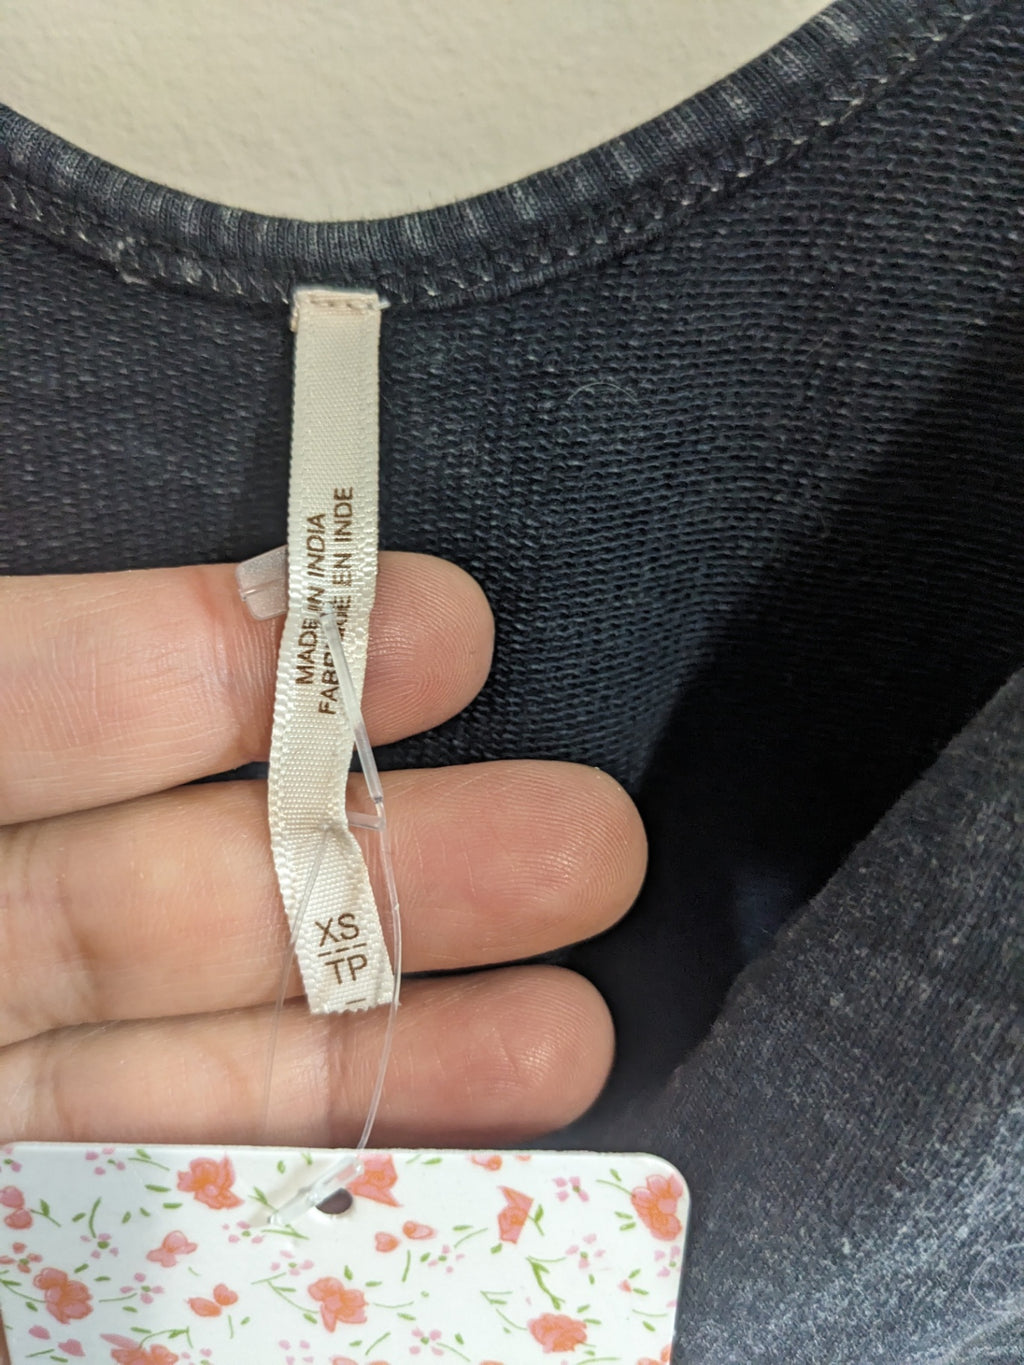 MADE IN INDIA
FABRIQUÉ EN INDE
XS
TP